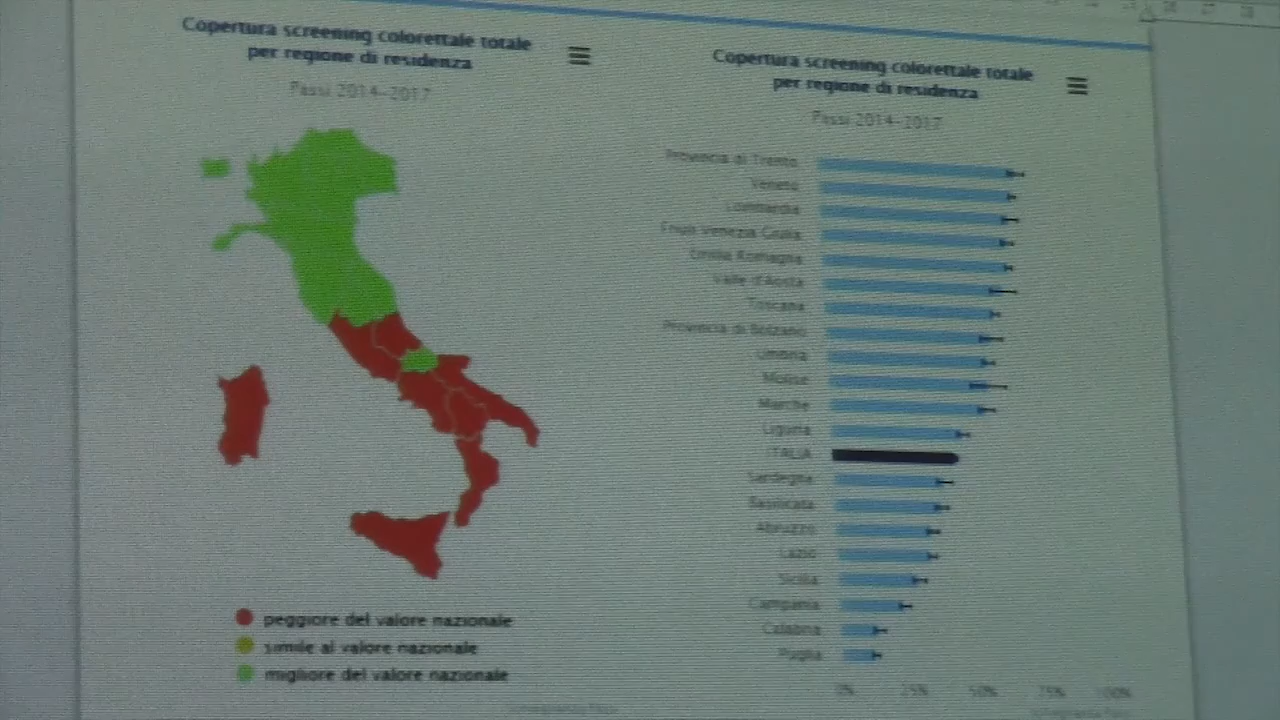 Copertura screening colorettale totale
per regione di residenza
Passi 2014-2017
peggiore del valore nazionale
simile al valore nazionale
migliore del valore nazionale
Copertura screening colorettale totale
per regione di residenza
Passi 2014-2017
Provincia di Trento
Veneto
Lombardia
Friuli Venezia Giulia
Emilia Romagna
Valle d'Aosta
Toscana
Provincia di Bolzano
Umbria
Molise
Marche
Liguria
ITALIA
Sardegna
Basilicata
Abruzzo
Lazio
Sicilia
Campania
Calabria
Puglia
0% 25% 50% 75% 100%